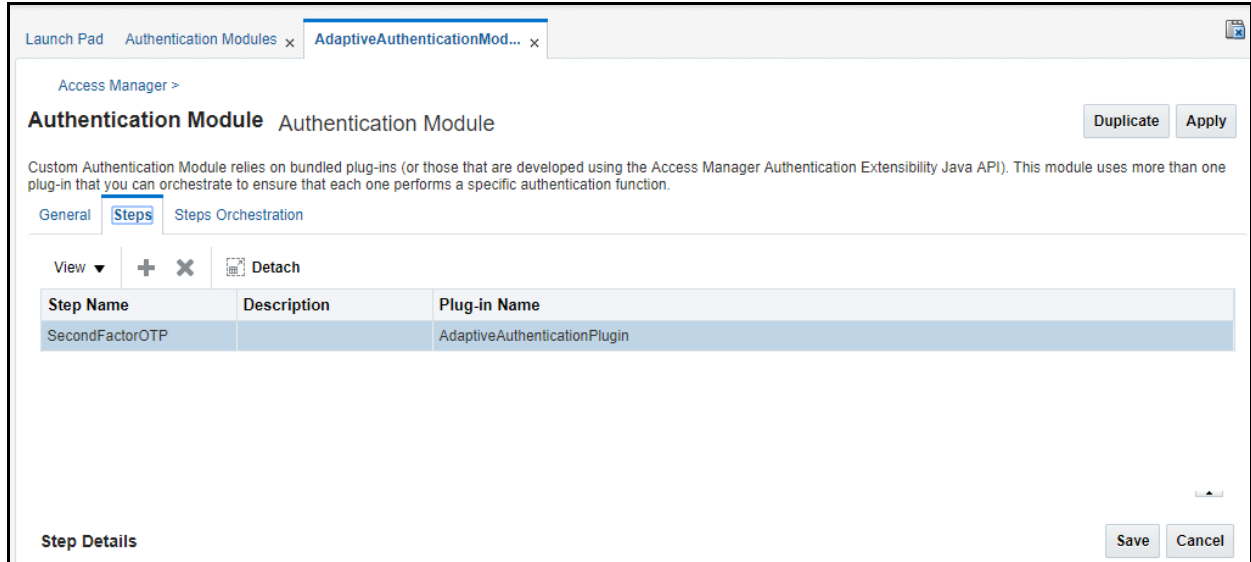 Launch Pad Authentication Modules x AdaptiveAuthenticationMod... x
Access Manager >
Authentication Module Authentication Module Duplicate Apply
Custom Authentication Module relies on bundled plug-ins (or those that are developed using the Access Manager Authentication Extensibility Java API). This module uses more than one
plug-in that you can orchestrate to ensure that each one performs a specific authentication function.
General Steps Steps Orchestration
View Detach
Step Name Description Plug-in Name
SecondFactorOTP AdaptiveAuthenticationPlugin
Step Details Save Cancel